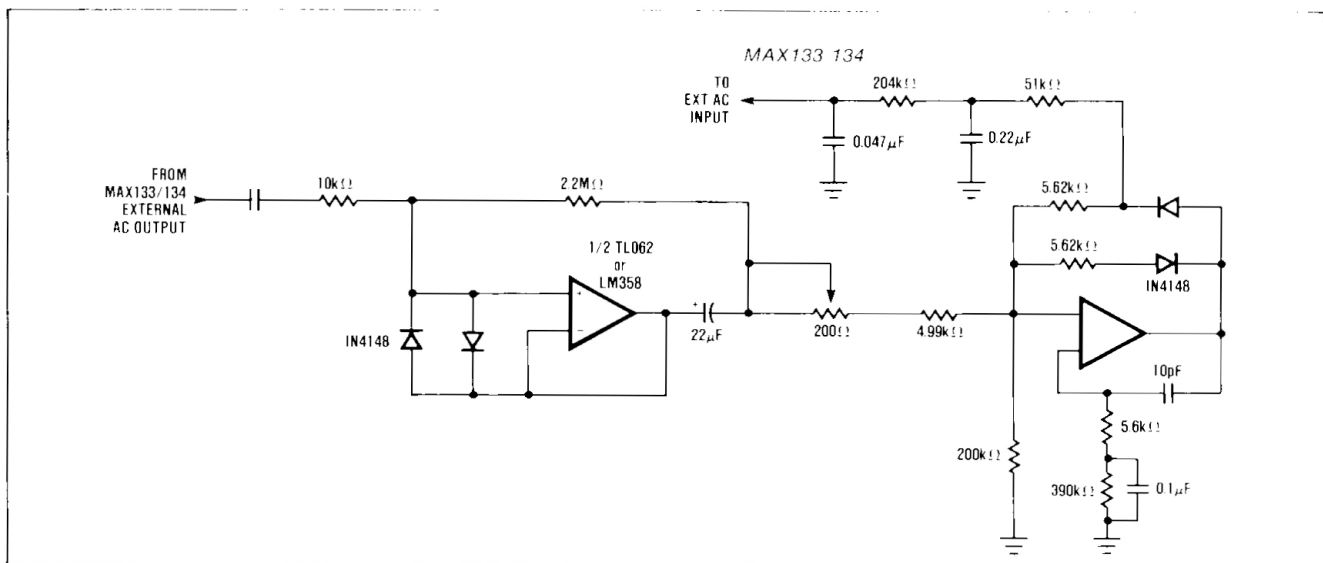 MAX133 134
TO
EXT AC
INPUT
204kΩ
51kΩ
0.047μF
0.22μF
FROM
MAX133/134
EXTERNAL
AC OUTPUT
10kΩ
2.2MΩ
5.62kΩ
1/2 TL062
or
LM358
5.62kΩ
IN4148
+
−
+
22μF
200Ω
4.99kΩ
IN4148
10pF
5.6kΩ
200kΩ
390kΩ
0.1μF